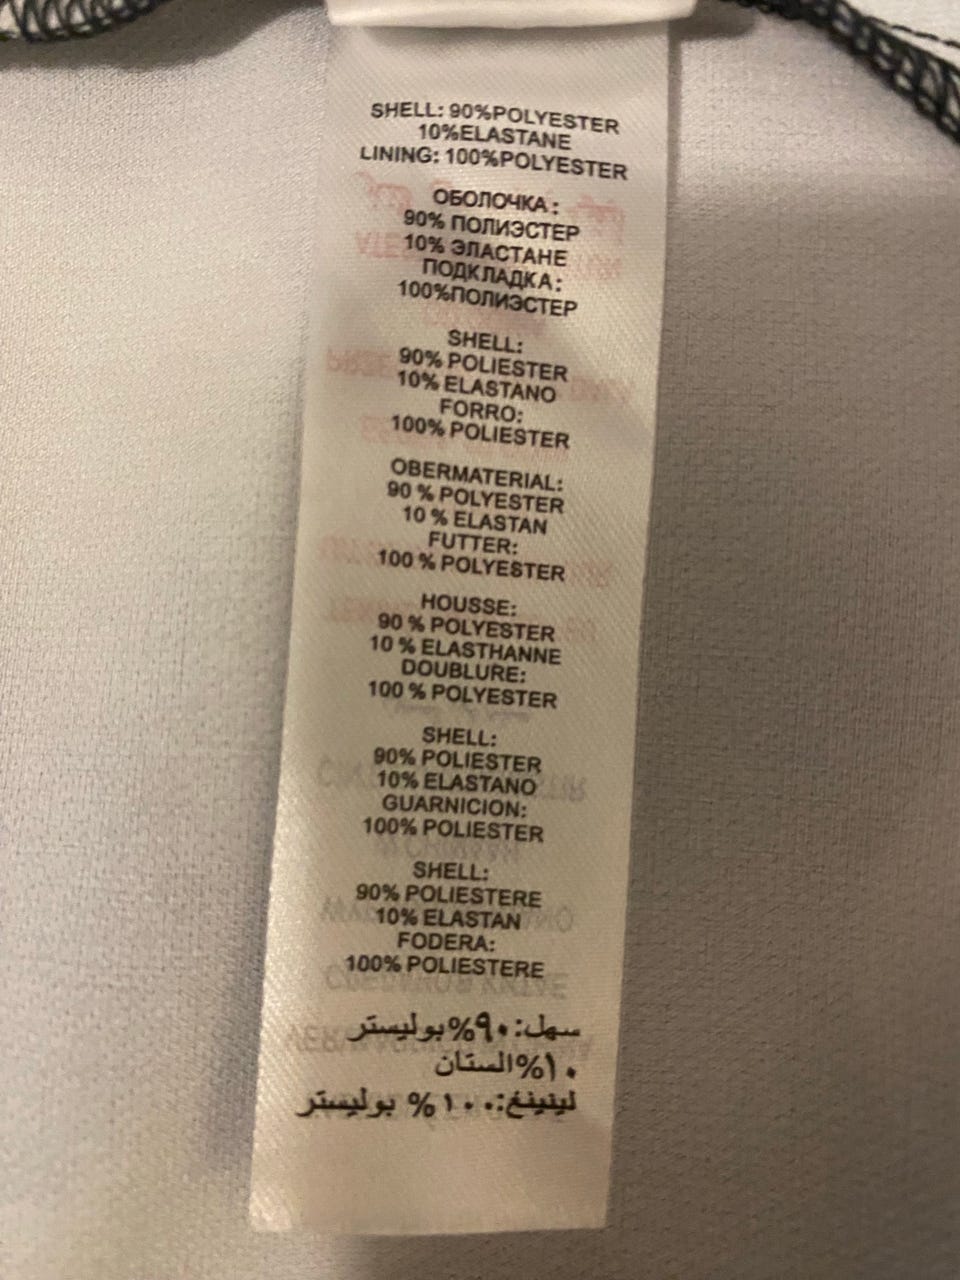 SHELL: 90%POLYESTER
10%ELASTANE
LINING: 100%POLYESTER
ОБОЛОЧКА:
90% ПОЛИЭСТЕР
10% ЭЛАСТАНЕ
ПОДКЛАДКА:
100%ПОЛИЭСТЕР
SHELL:
90% POLIESTER
10% ELASTANO
FORRO:
100% POLIESTER
OBERMATERIAL:
90 % POLYESTER
10 % ELASTAN
FUTTER:
100 % POLYESTER
HOUSSE:
90 % POLYESTER
10 % ELASTHANNE
DOUBLURE:
100 % POLYESTER
SHELL:
90% POLIESTER
10% ELASTANO
GUARNICION:
100% POLIESTER
SHELL:
90% POLIESTERE
10% ELASTAN
FODERA:
100% POLIESTERE
سهل:٩٠%بوليستر
١٠%الستان
لينينغ:١٠٠% بوليستر